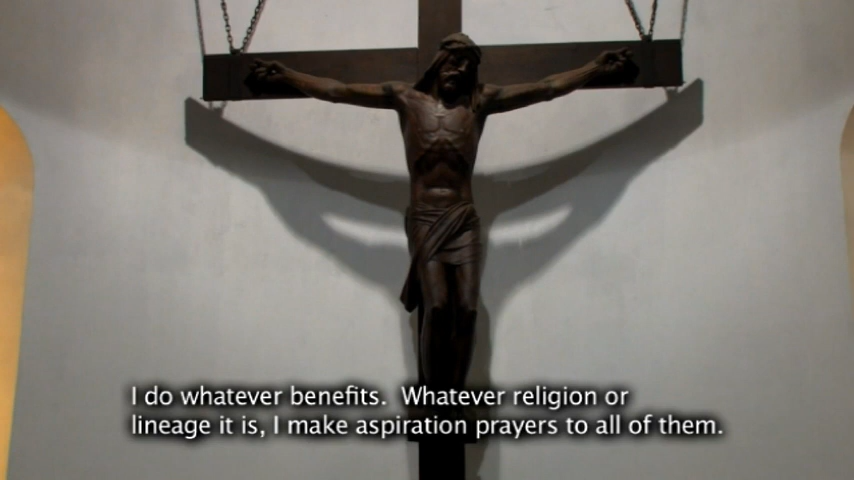 I do whatever benefits.  Whatever religion or
lineage it is, I make aspiration prayers to all of them.